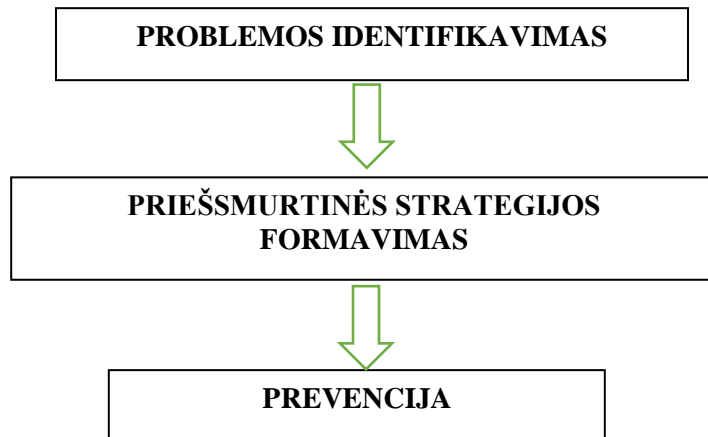 PROBLEMOS IDENTIFIKAVIMAS
PRIEŠSMURTINĖS STRATEGIJOS
FORMAVIMAS
PREVENCIJA